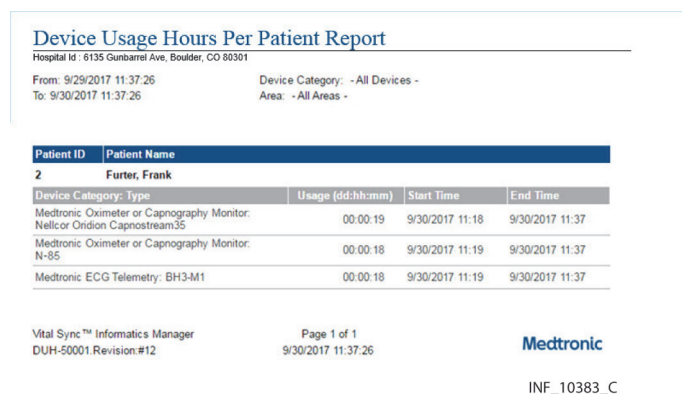 Device Usage Hours Per Patient Report
Hospital Id : 6135 Gunbarrel Ave, Boulder, CO 80301
From: 9/29/2017 11:37:26 Device Category: - All Devices -
To: 9/30/2017 11:37:26 Area: - All Areas -
Patient ID Patient Name
2 Furter, Frank
Device Category: Type Usage (dd:hh:mm) Start Time End Time
Medtronic Oximeter or Capnography Monitor:
Nellcor Oridion Capnostream35 00:00:19 9/30/2017 11:18 9/30/2017 11:37
Medtronic Oximeter or Capnography Monitor:
N-85 00:00:18 9/30/2017 11:19 9/30/2017 11:37
Medtronic ECG Telemetry: BH3-M1 00:00:18 9/30/2017 11:19 9/30/2017 11:37
Vital Sync™ Informatics Manager Page 1 of 1
DUH-50001.Revision:#12 9/30/2017 11:37:26
Medtronic
INF_10383_C